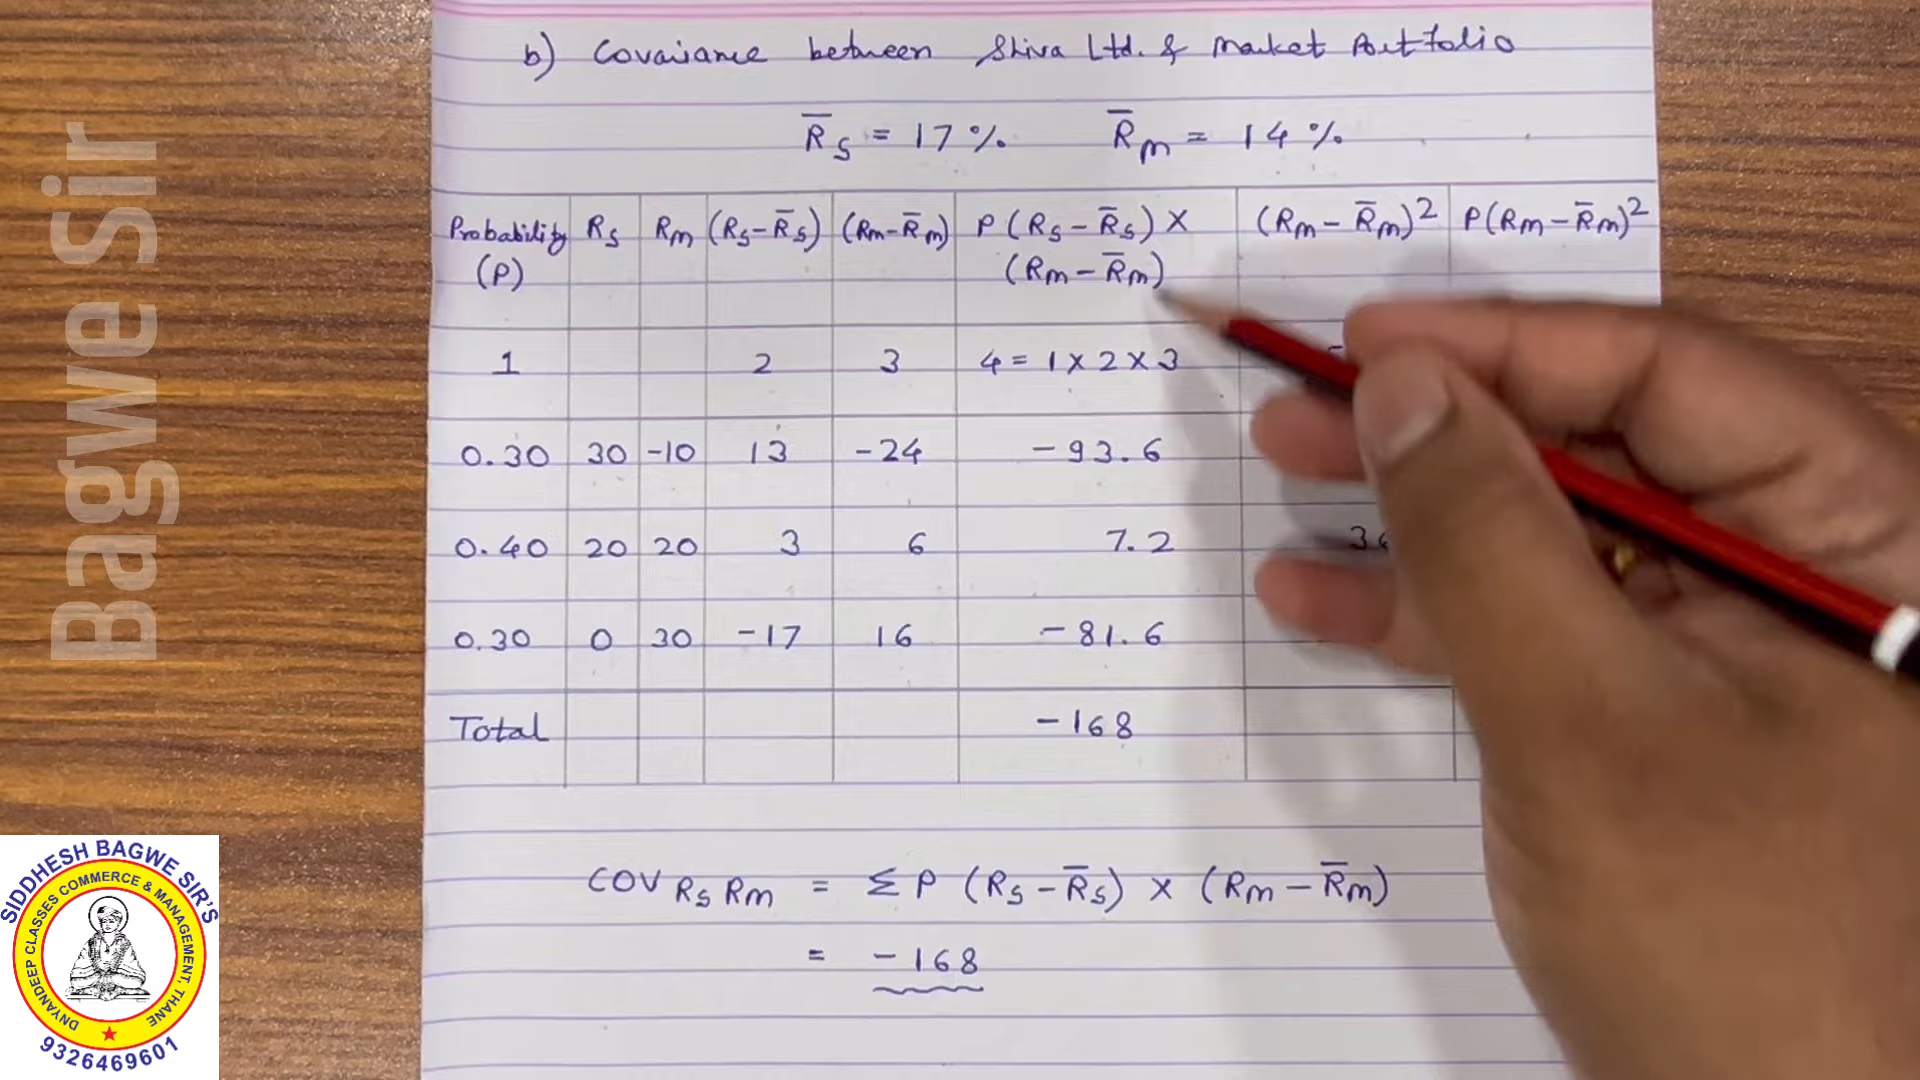 b) Covariance between Shiva Ltd. & Market Portfolio
R̅s = 17% R̅m = 14%
Probability (P) Rs Rm (Rs-R̅s) (Rm-R̅m) P(Rs-R̅s) × (Rm-R̅m) (Rm-R̅m)² P(Rm-R̅m)²
1 2 3 4 = 1×2×3
0.30 30 -10 13 -24 -93.6
0.40 20 20 3 6 7.2
0.30 0 30 -17 16 -81.6
Total -168
COV Rs Rm = Σ P (Rs-R̅s) × (Rm-R̅m)
= -168
Bagwe Sir
SIDDHESH BAGWE SIR'S
DNYANDEEP CLASSES COMMERCE & MANAGEMENT, THANE
9326469601